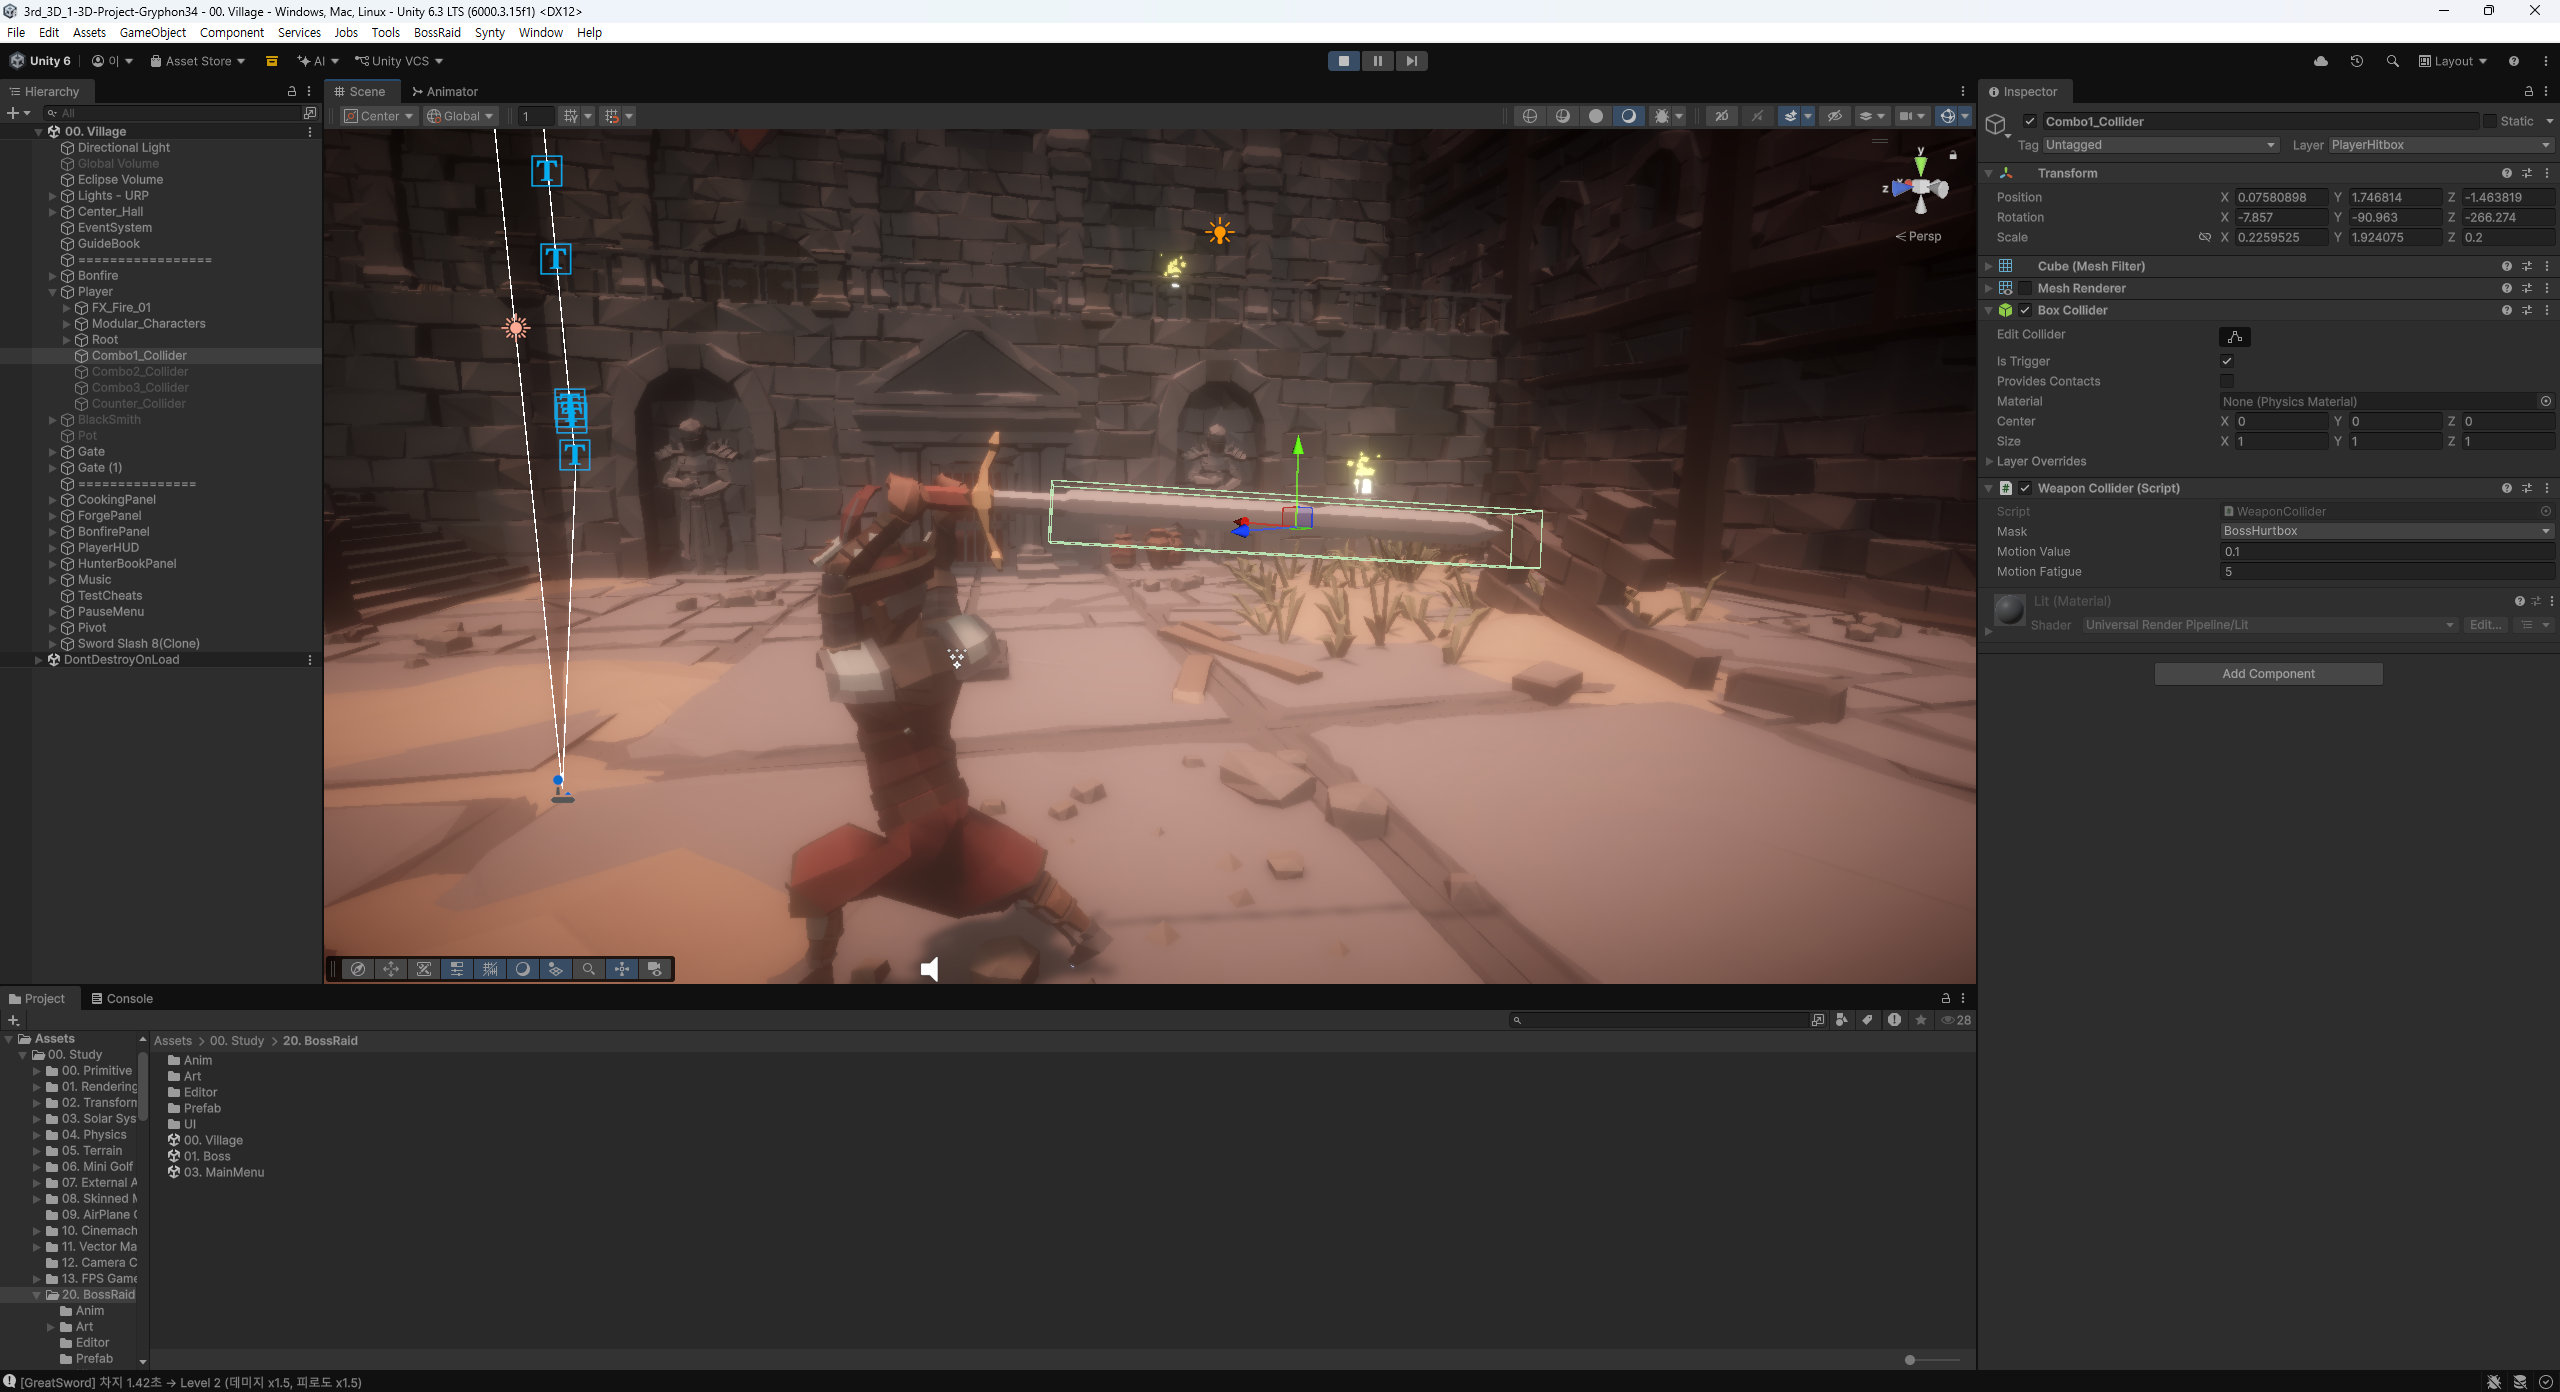 3rd_3D_1-3D-Project-Gryphon34 - 00. Village - Windows, Mac, Linux - Unity 6.3 LTS (6000.3.15f1) <DX12>
File Edit Assets GameObject Component Services Jobs Tools BossRaid Synty Window Help
Unity 6 Asset Store AI Unity VCS Layout
Hierarchy
All
00. Village
Directional Light
Global Volume
Eclipse Volume
Lights - URP
Center_Hall
EventSystem
GuideBook
=================
Bonfire
Player
FX_Fire_01
Modular_Characters
Root
Combo1_Collider
Combo2_Collider
Combo3_Collider
Counter_Collider
BlackSmith
Pot
Gate
Gate (1)
===============
CookingPanel
ForgePanel
BonfirePanel
PlayerHUD
HunterBookPanel
Music
TestCheats
PauseMenu
Pivot
Sword Slash 8(Clone)
DontDestroyOnLoad
Scene Animator
Center Global 1
y
z
Persp
Inspector
Combo1_Collider Static
Tag Untagged Layer PlayerHitbox
Transform
Position X 0.07580898 Y 1.746814 Z -1.463819
Rotation X -7.857 Y -90.963 Z -266.274
Scale X 0.2259525 Y 1.924075 Z 0.2
Cube (Mesh Filter)
Mesh Renderer
Box Collider
Edit Collider
Is Trigger
Provides Contacts
Material None (Physics Material)
Center X 0 Y 0 Z 0
Size X 1 Y 1 Z 1
Layer Overrides
Weapon Collider (Script)
Script WeaponCollider
Mask BossHurtbox
Motion Value 0.1
Motion Fatigue 5
Lit (Material)
Shader Universal Render Pipeline/Lit Edit...
Add Component
Project Console
28
Assets
00. Study
00. Primitive
01. Rendering
02. Transform
03. Solar Sys
04. Physics
05. Terrain
06. Mini Golf
07. External A
08. Skinned M
09. AirPlane C
10. Cinemach
11. Vector Ma
12. Camera C
13. FPS Game
20. BossRaid
Anim
Art
Editor
Prefab
Assets > 00. Study > 20. BossRaid
Anim
Art
Editor
Prefab
UI
00. Village
01. Boss
03. MainMenu
[GreatSword] 차지 1.42초 → Level 2 (데미지 x1.5, 피로도 x1.5)